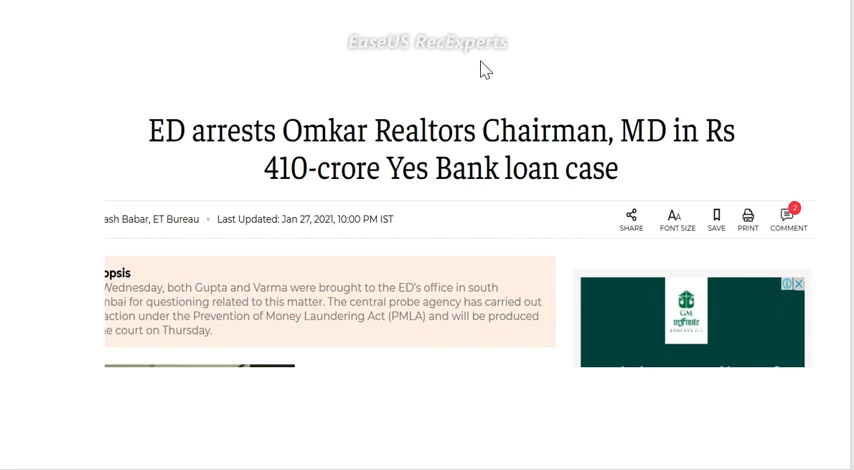 EaseUS RecExperts
ED arrests Omkar Realtors Chairman, MD in Rs
410-crore Yes Bank loan case
ash Babar, ET Bureau • Last Updated: Jan 27, 2021, 10:00 PM IST
SHARE FONT SIZE SAVE PRINT COMMENT
2
opsis
Wednesday, both Gupta and Varma were brought to the ED's office in south
mbai for questioning related to this matter. The central probe agency has carried out
action under the Prevention of Money Laundering Act (PMLA) and will be produced
e court on Thursday.
GM
infinite